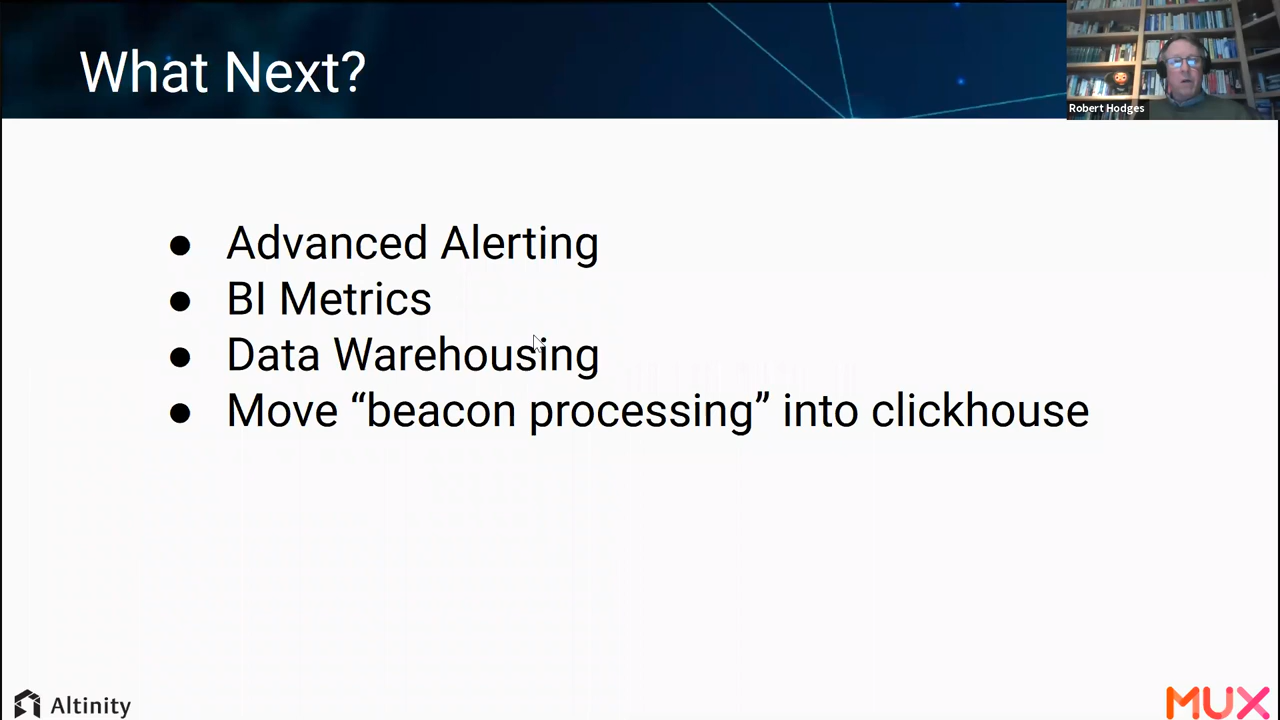 What Next?
Robert Hodges
● Advanced Alerting
● BI Metrics
● Data Warehousing
● Move “beacon processing” into clickhouse
Altinity
MUX